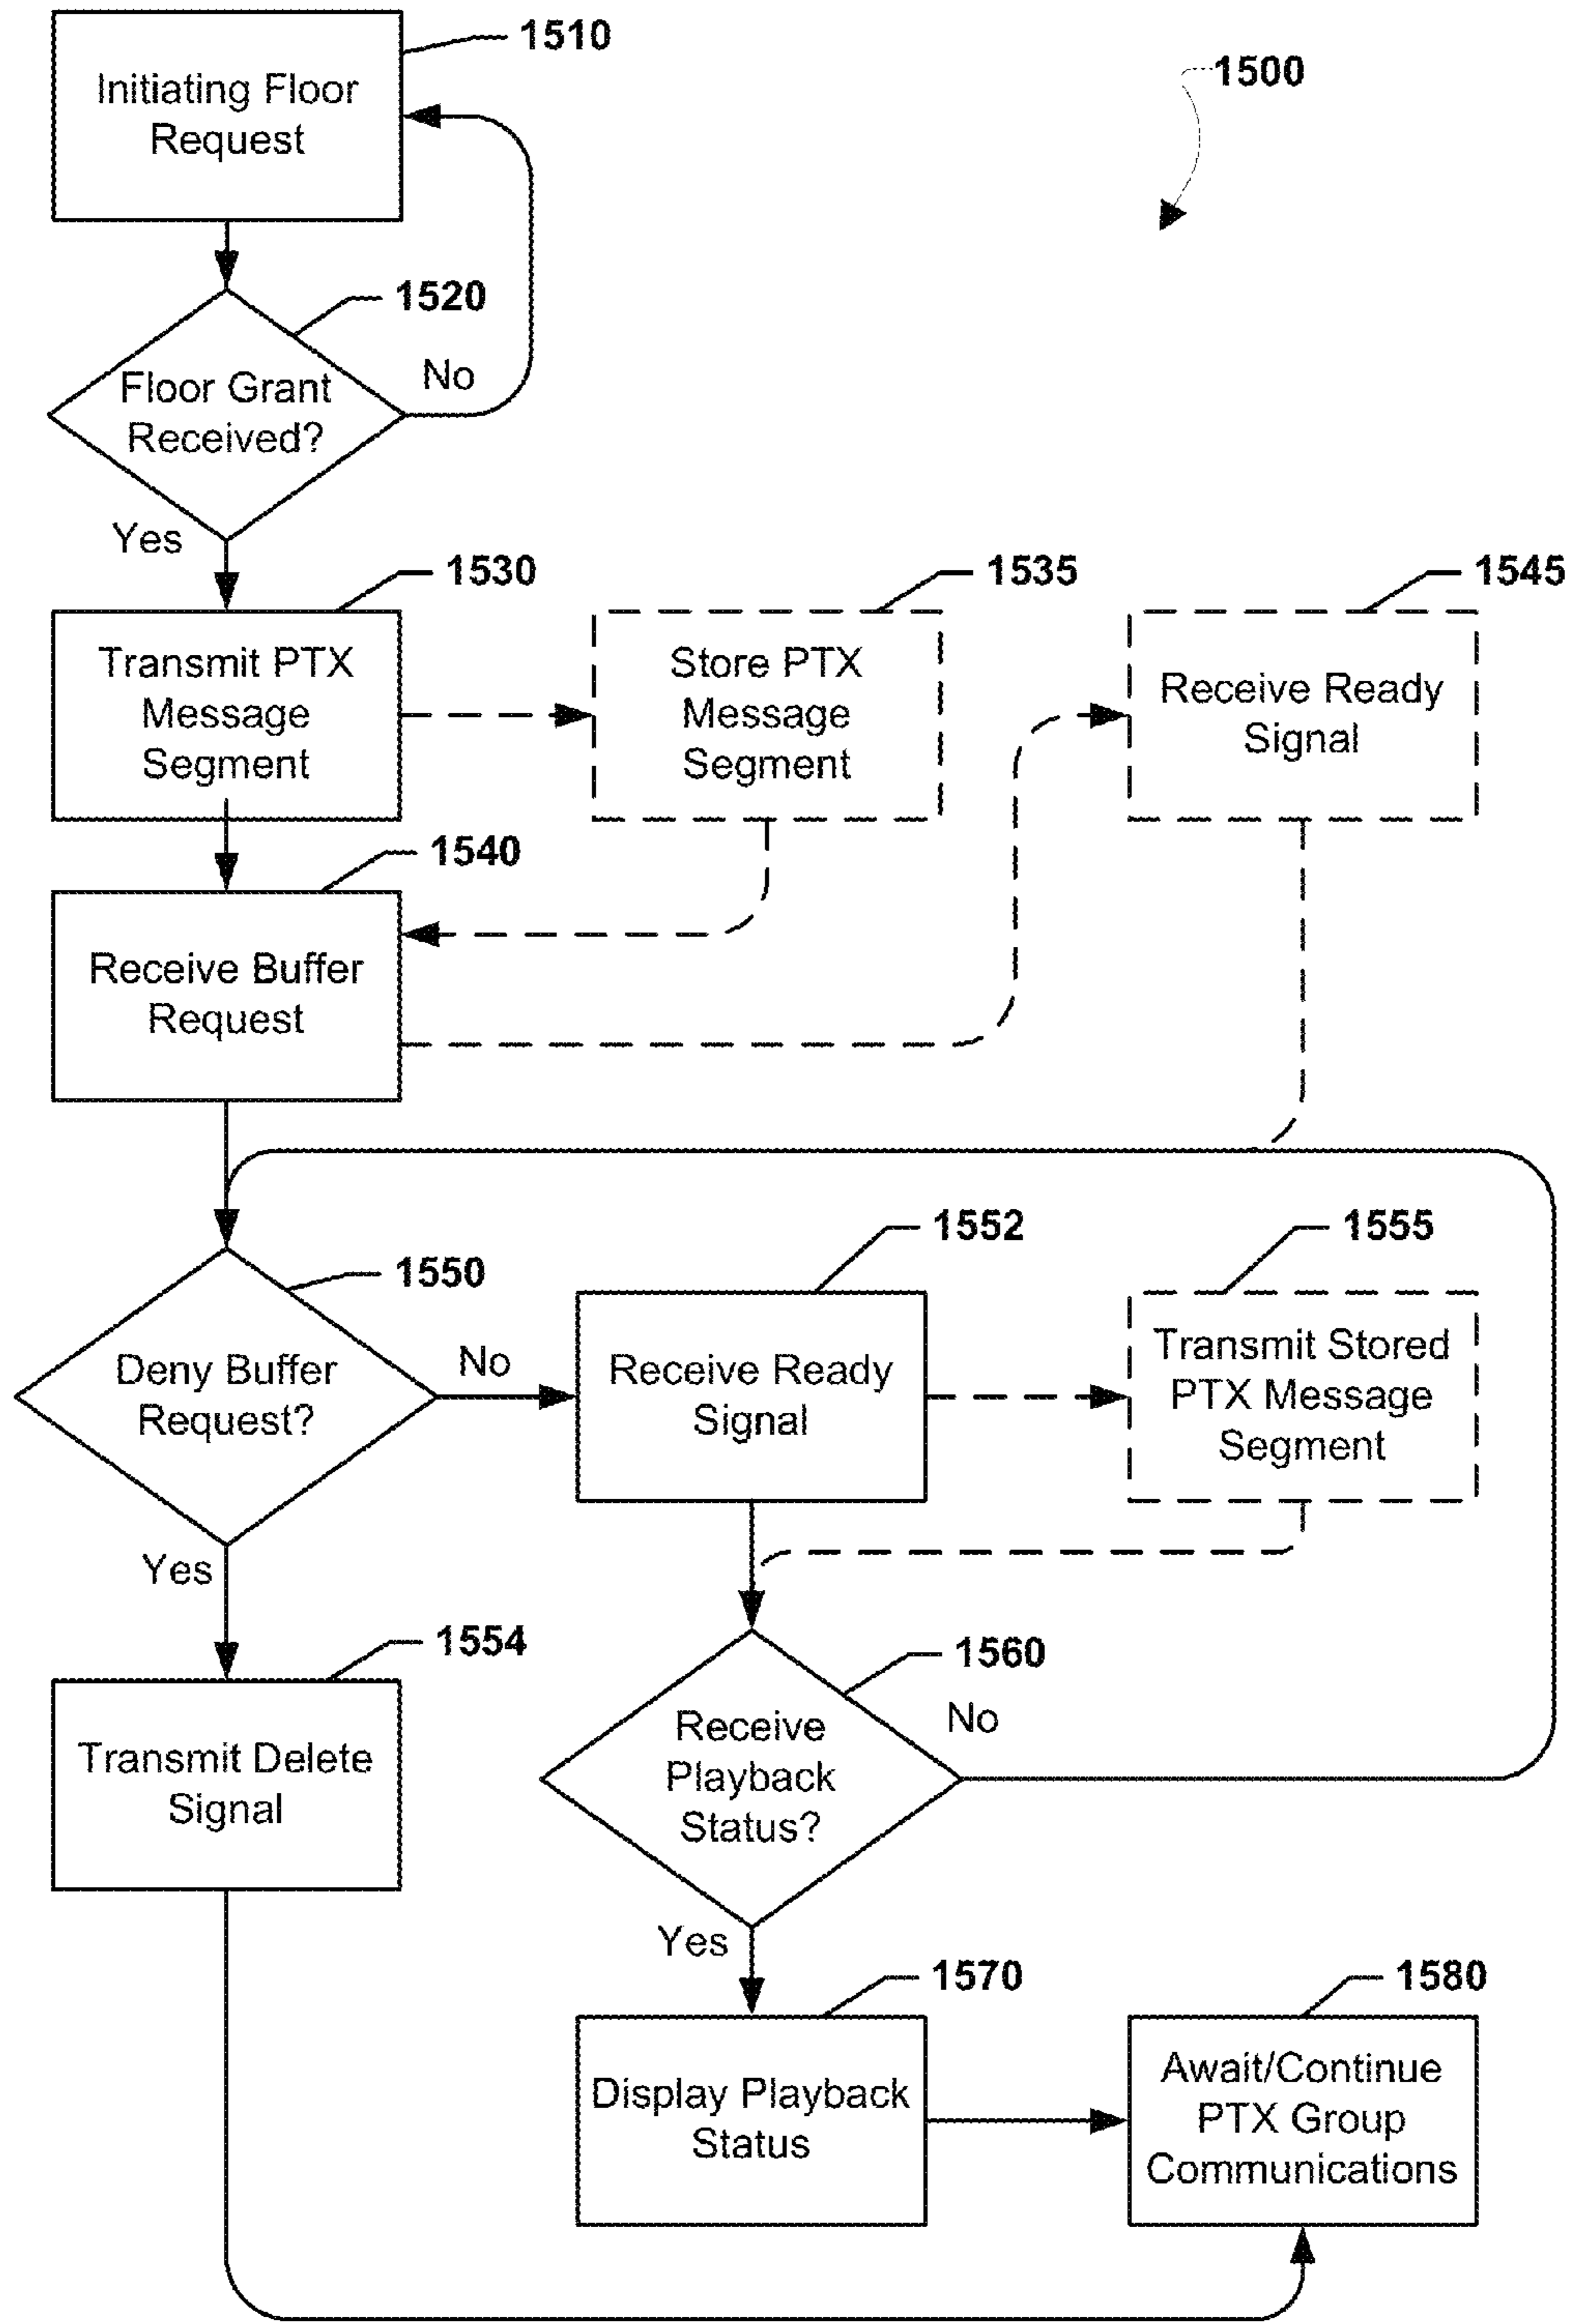 1510
Initiating Floor
Request
1500
1520
Floor Grant
Received?
No
Yes
1530
Transmit PTX
Message
Segment
1535
Store PTX
Message
Segment
1545
Receive Ready
Signal
1540
Receive Buffer
Request
1550
Deny Buffer
Request?
No
Yes
1552
Receive Ready
Signal
1555
Transmit Stored
PTX Message
Segment
1554
Transmit Delete
Signal
1560
Receive
Playback
Status?
No
Yes
1570
Display Playback
Status
1580
Await/Continue
PTX Group
Communications